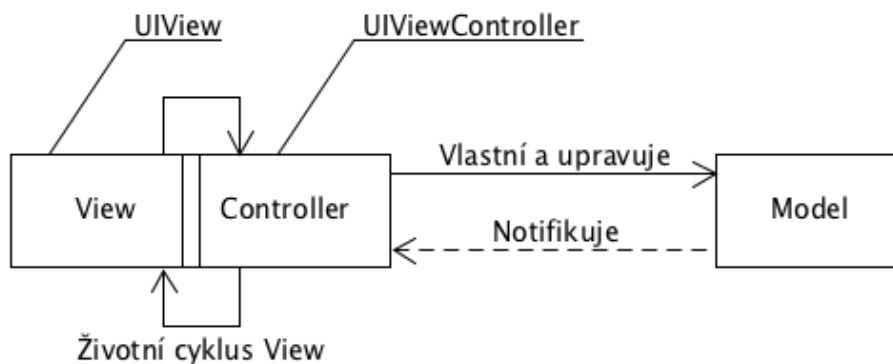 UIView
UIViewController
Vlastní a upravuje
View
Controller
Model
Notifikuje
Životní cyklus View